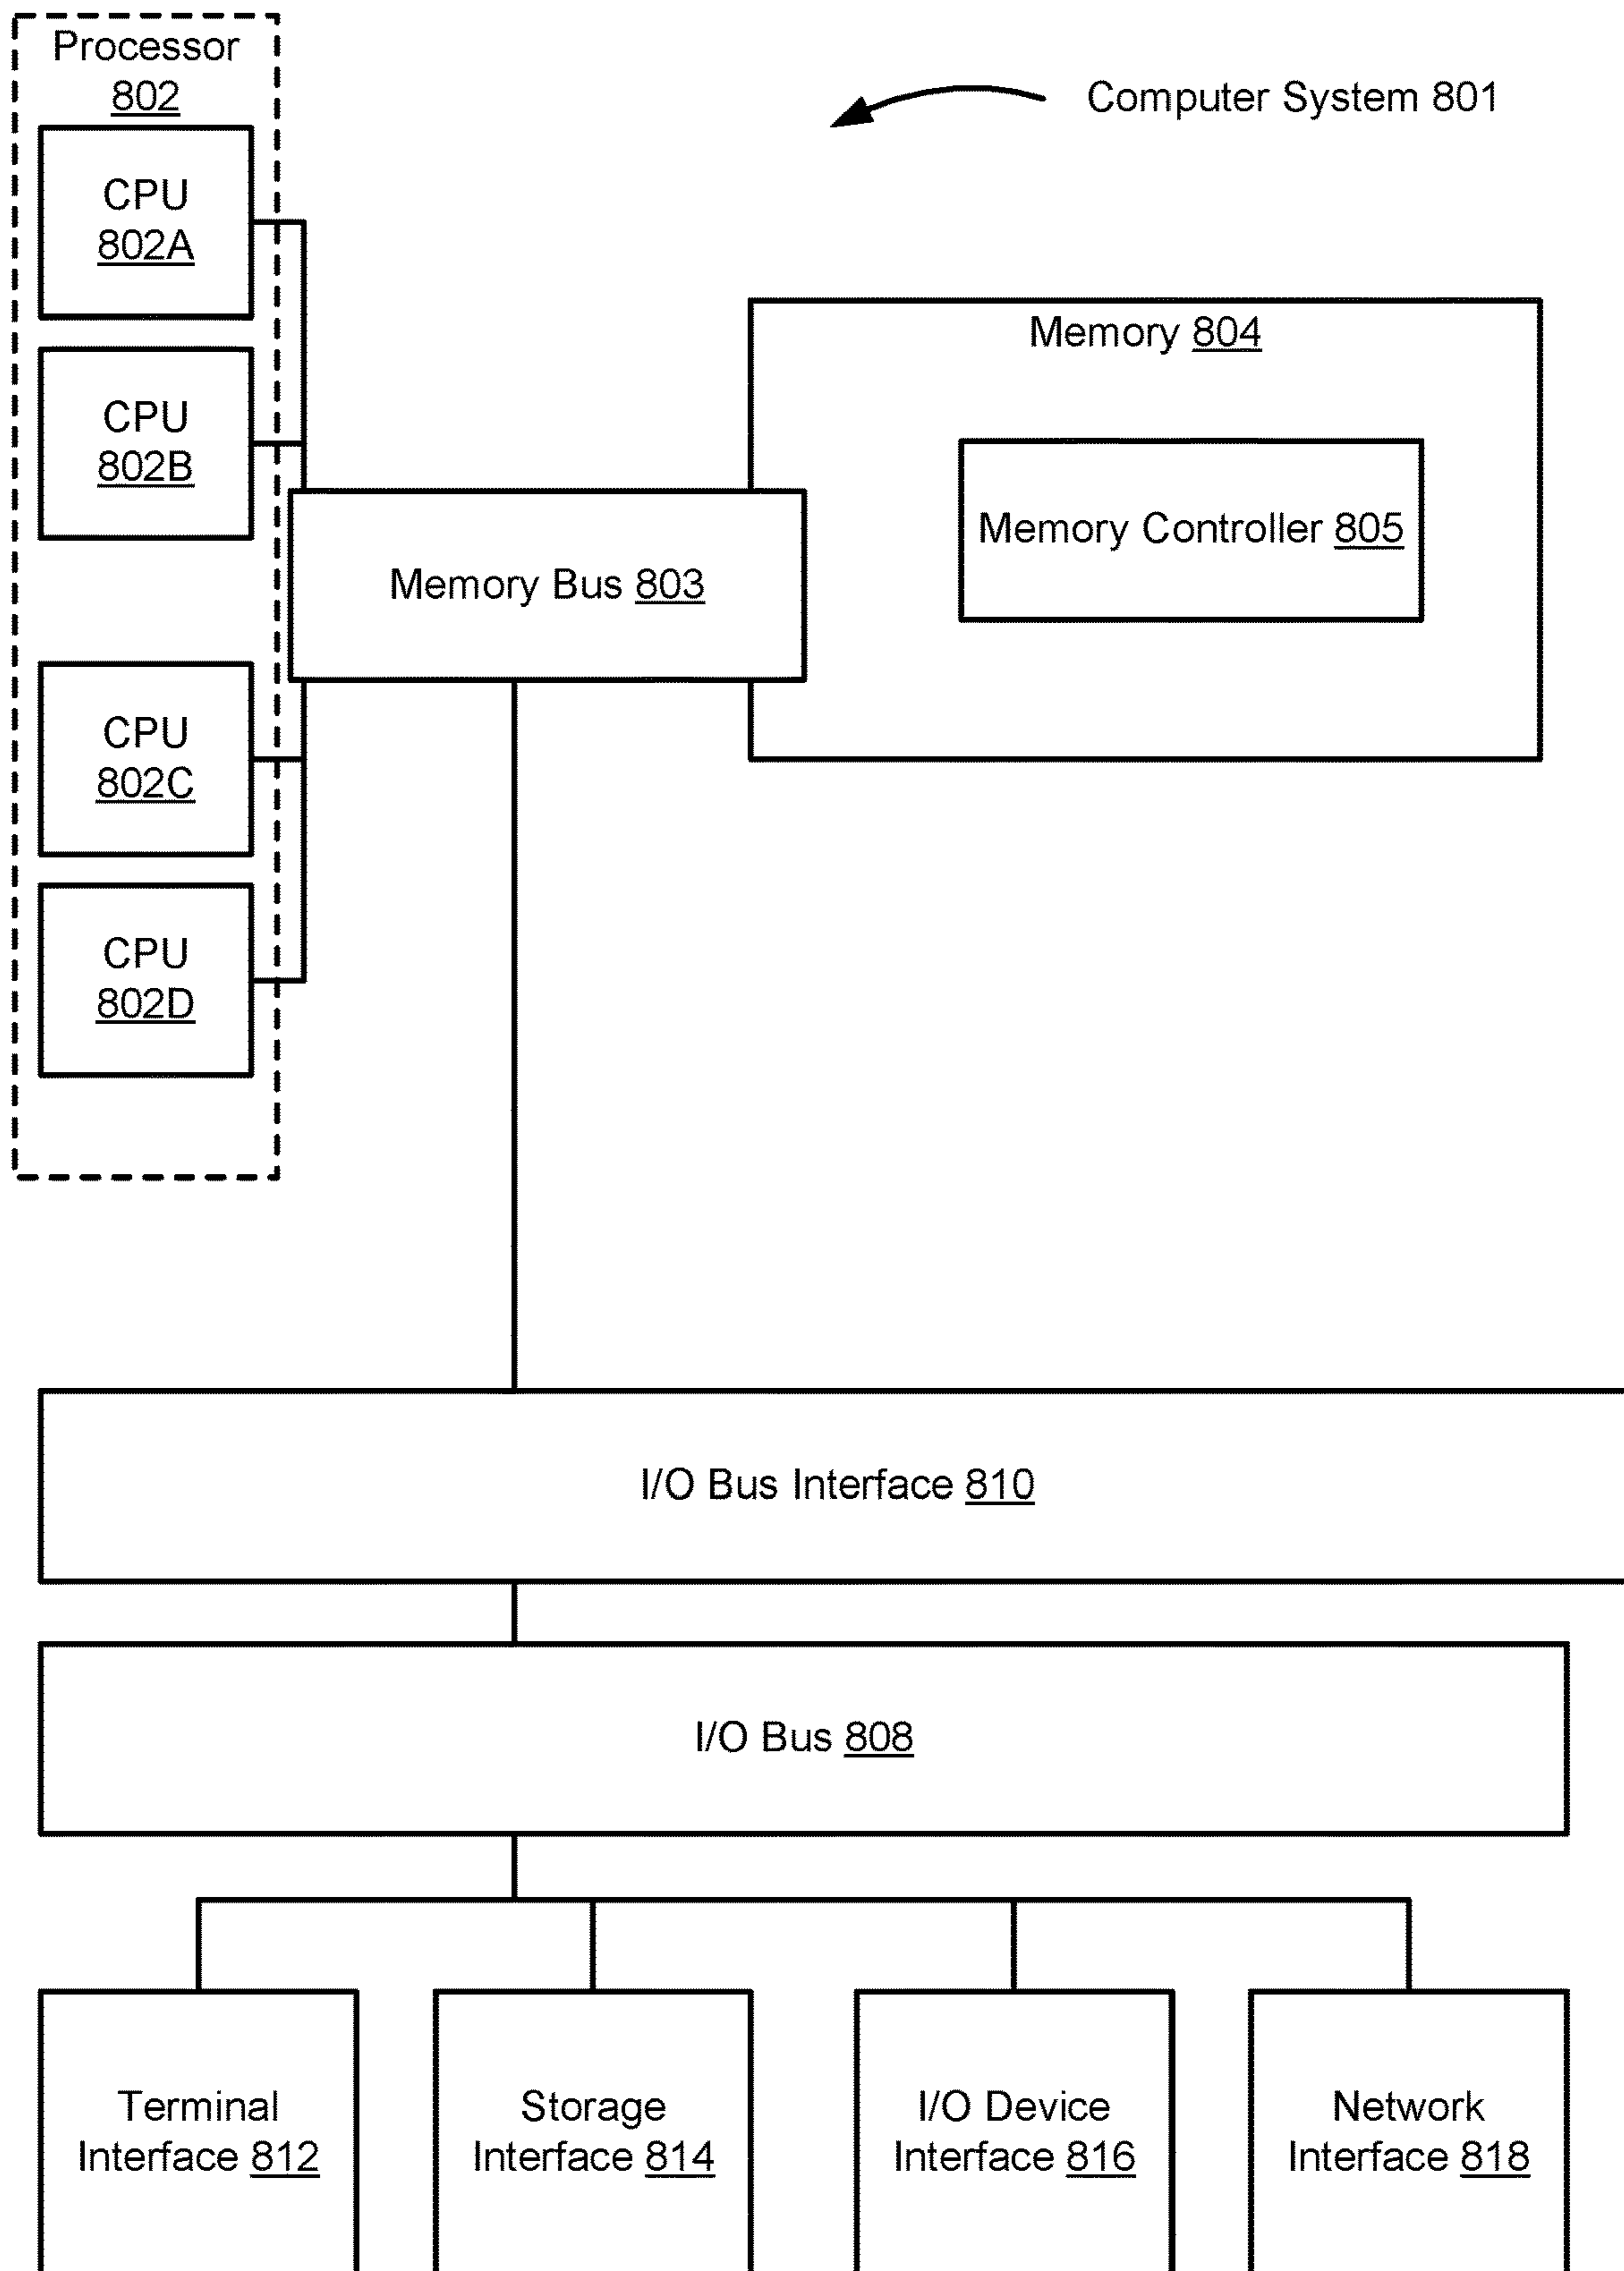 Processor
802
Computer System 801
CPU
802A
Memory 804
CPU
802B
Memory Controller 805
Memory Bus 803
CPU
802C
CPU
802D
I/O Bus Interface 810
I/O Bus 808
Terminal
Interface 812
Storage
Interface 814
I/O Device
Interface 816
Network
Interface 818